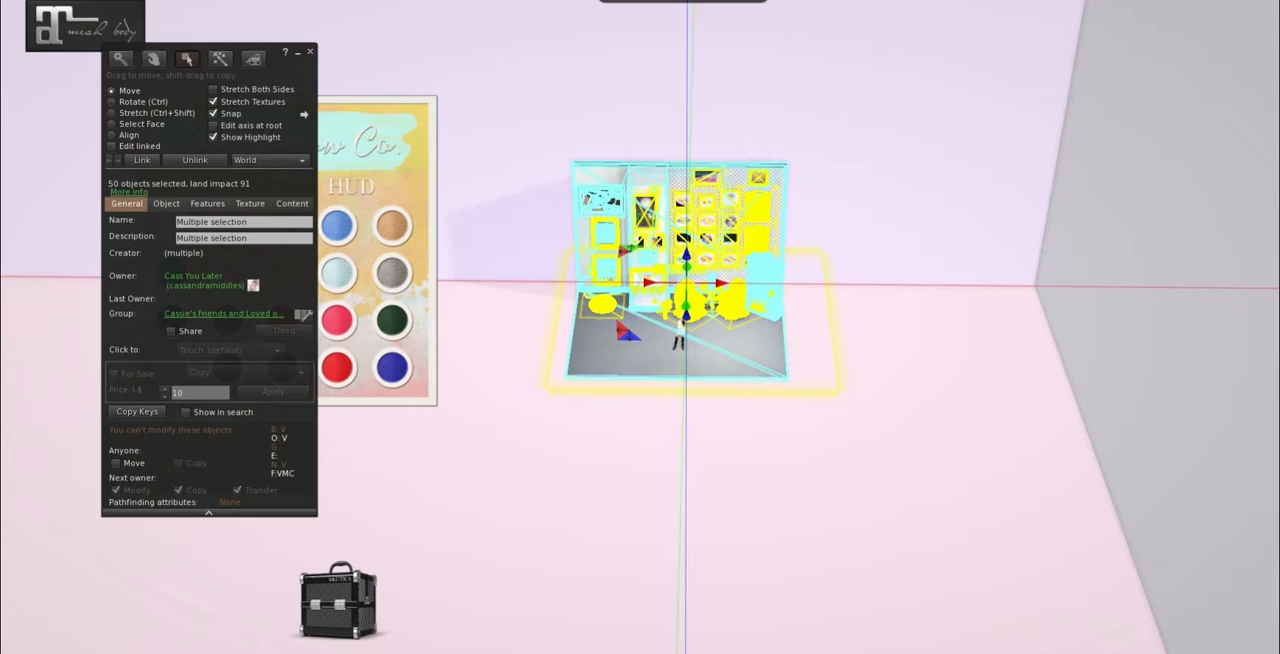 mesh body
?
Drag to move, shift-drag to copy
Move
Rotate (Ctrl)
Stretch (Ctrl+Shift)
Select Face
Align
Edit linked
Stretch Both Sides
Stretch Textures
Snap
Edit axis at root
Show Highlight
Link Unlink World
50 objects selected, land impact 91
More info
General Object Features Texture Content
Name: Multiple selection
Description: Multiple selection
Creator: (multiple)
Owner: Cass You Later
(cassandramiddles)
Last Owner:
Group: Cassie's Friends and Loved o...
Share Deed
Click to: Touch (default)
For Sale: Copy
Price: L$ 10 Apply
Copy Keys Show in search
You can't modify these objects
B: V
O: V
G:
E:
N: V
F:VMC
Anyone:
Move Copy
Next owner:
Modify Copy Transfer
Pathfinding attributes: None
Co.
HUD